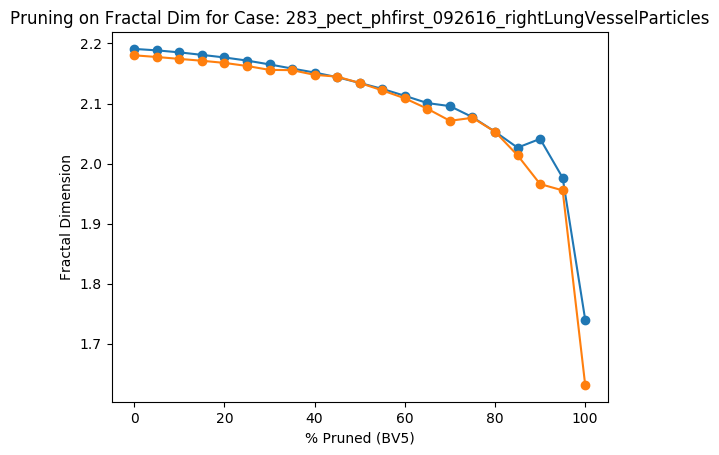 Pruning on Fractal Dim for Case: 283_pect_phfirst_092616_rightLungVesselParticles
2.2
2.1
2.0
1.9
1.8
1.7
Fractal Dimension
0 20 40 60 80 100
% Pruned (BV5)